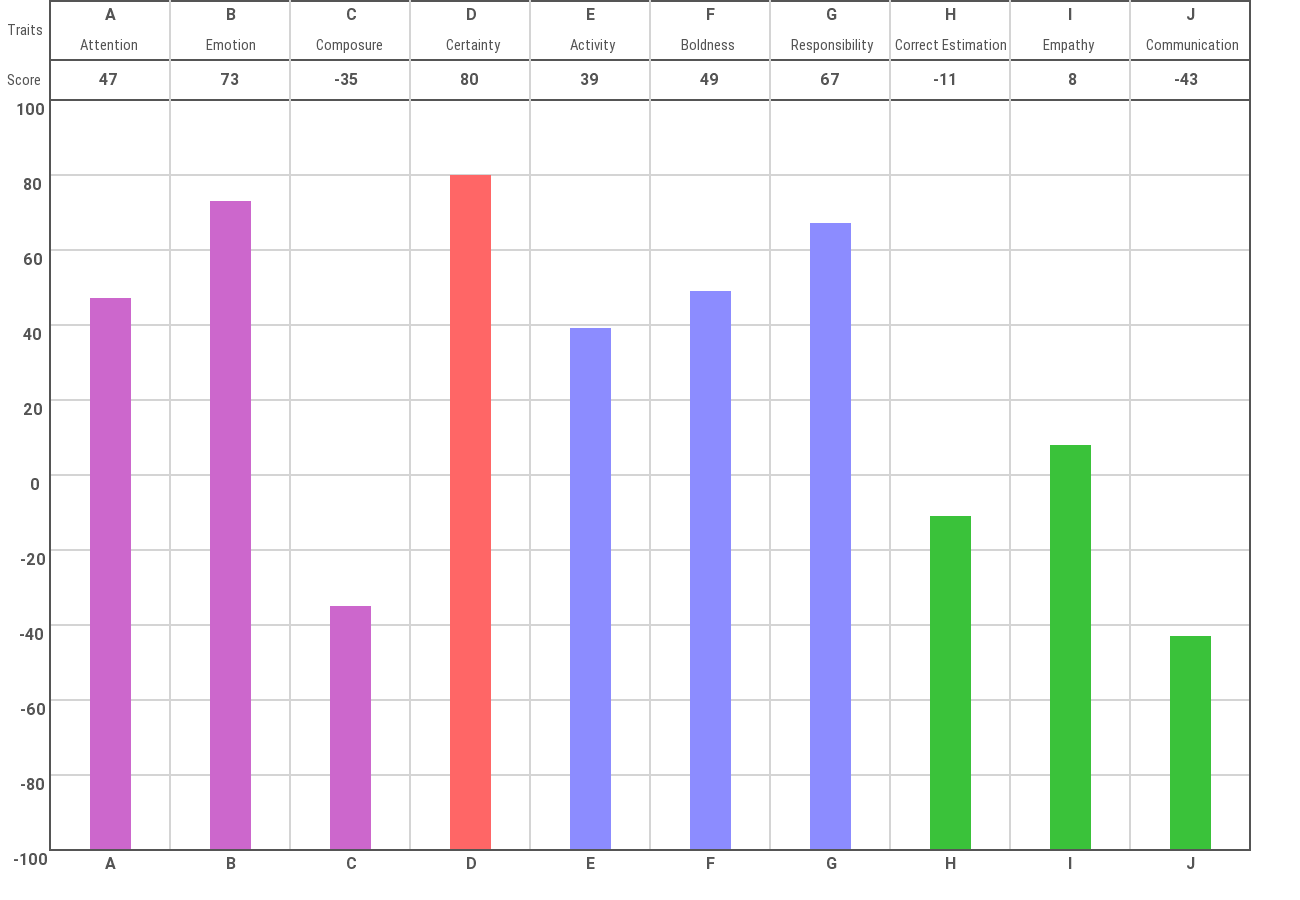 Traits A B C D E F G H I J
Attention Emotion Composure Certainty Activity Boldness Responsibility Correct Estimation Empathy Communication
Score 47 73 -35 80 39 49 67 -11 8 -43
100
80
60
40
20
0
-20
-40
-60
-80
-100
A B C D E F G H I J